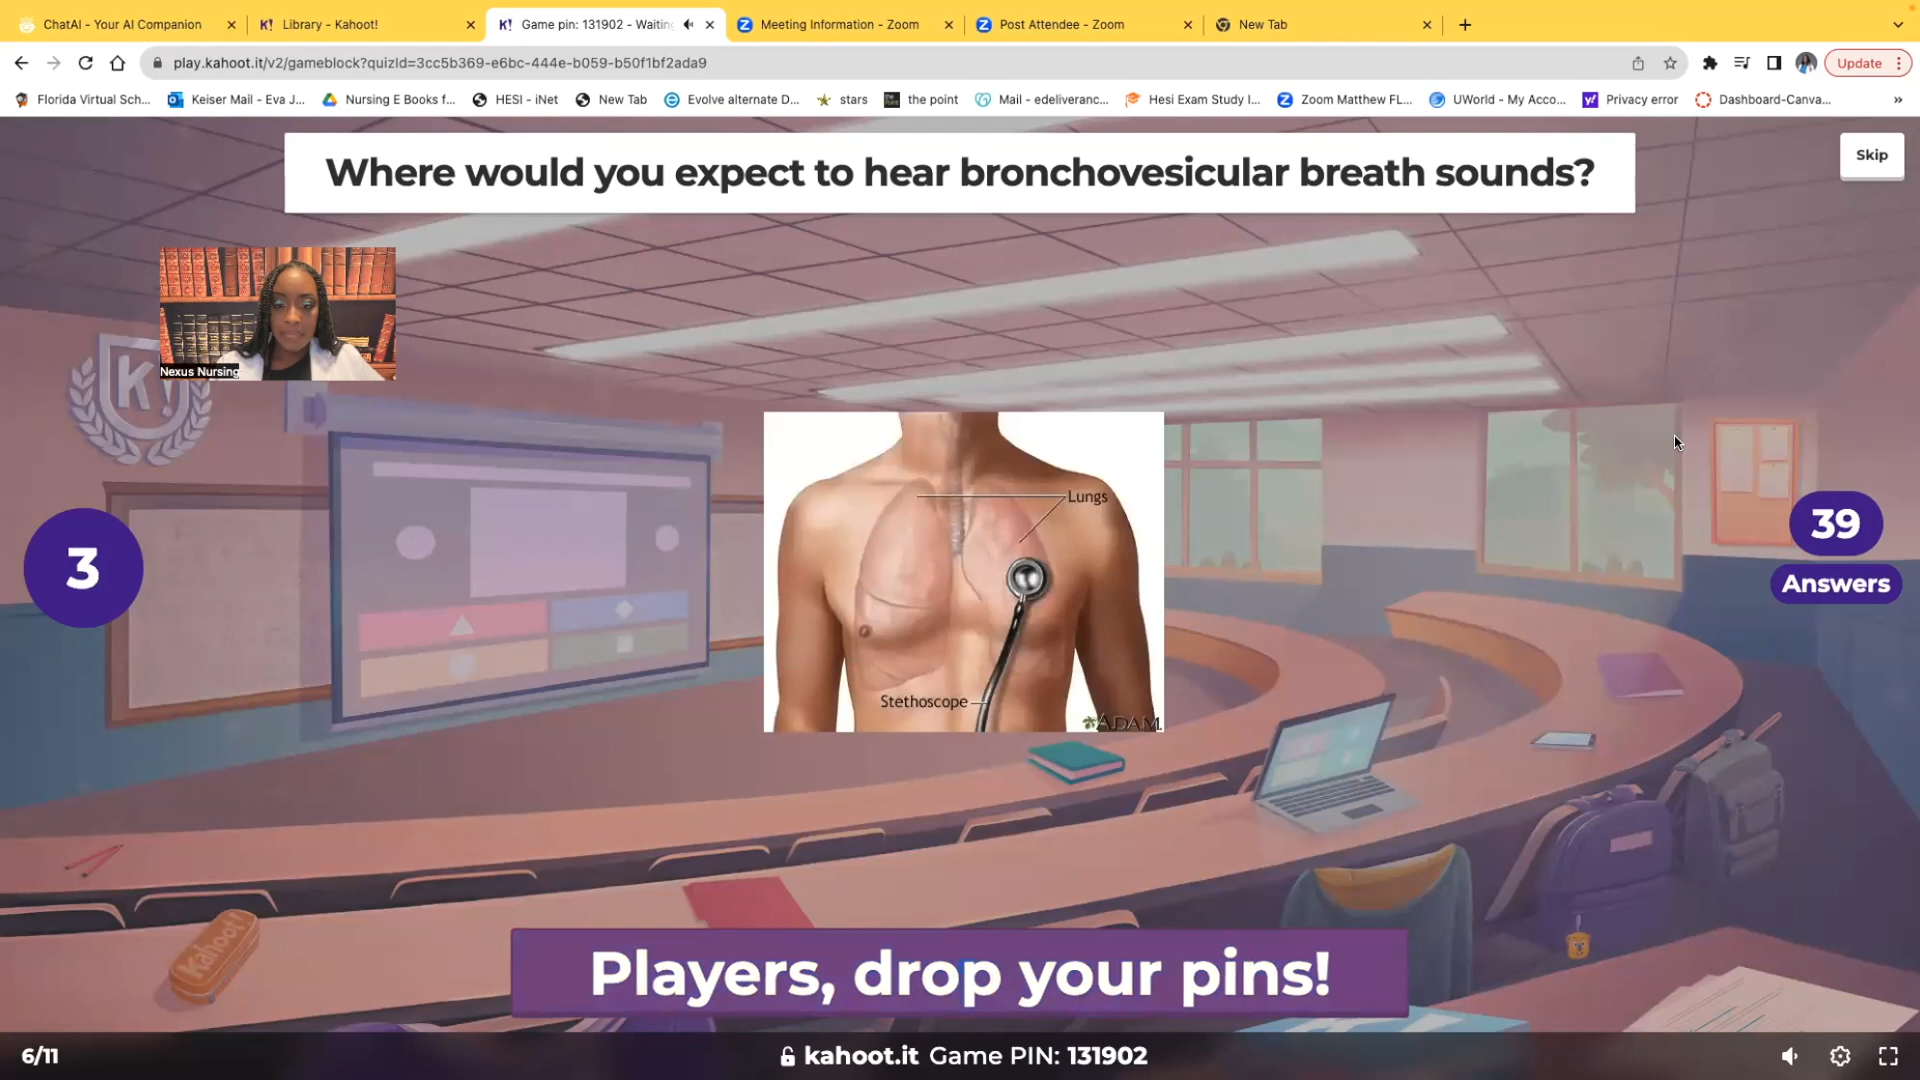 ChatAI - Your AI Companion
Library - Kahoot!
Game pin: 131902 - Waitin
Meeting Information - Zoom
Post Attendee - Zoom
New Tab
play.kahoot.it/v2/gameblock?quizId=3cc5b369-e6bc-444e-b059-b50f1bf2ada9
Update
Florida Virtual Sch...
Keiser Mail - Eva J...
Nursing E Books f...
HESI - iNet
New Tab
Evolve alternate D...
stars
the point
Mail - edeliveranc...
Hesi Exam Study I...
Zoom Matthew FL...
UWorld - My Acco...
Privacy error
Dashboard-Canva...
Where would you expect to hear bronchovesicular breath sounds?
Skip
Nexus Nursing
K!
Lungs
3
39
Answers
Stethoscope
ADAM.
Kahoot!
Players, drop your pins!
6/11
kahoot.it Game PIN: 131902